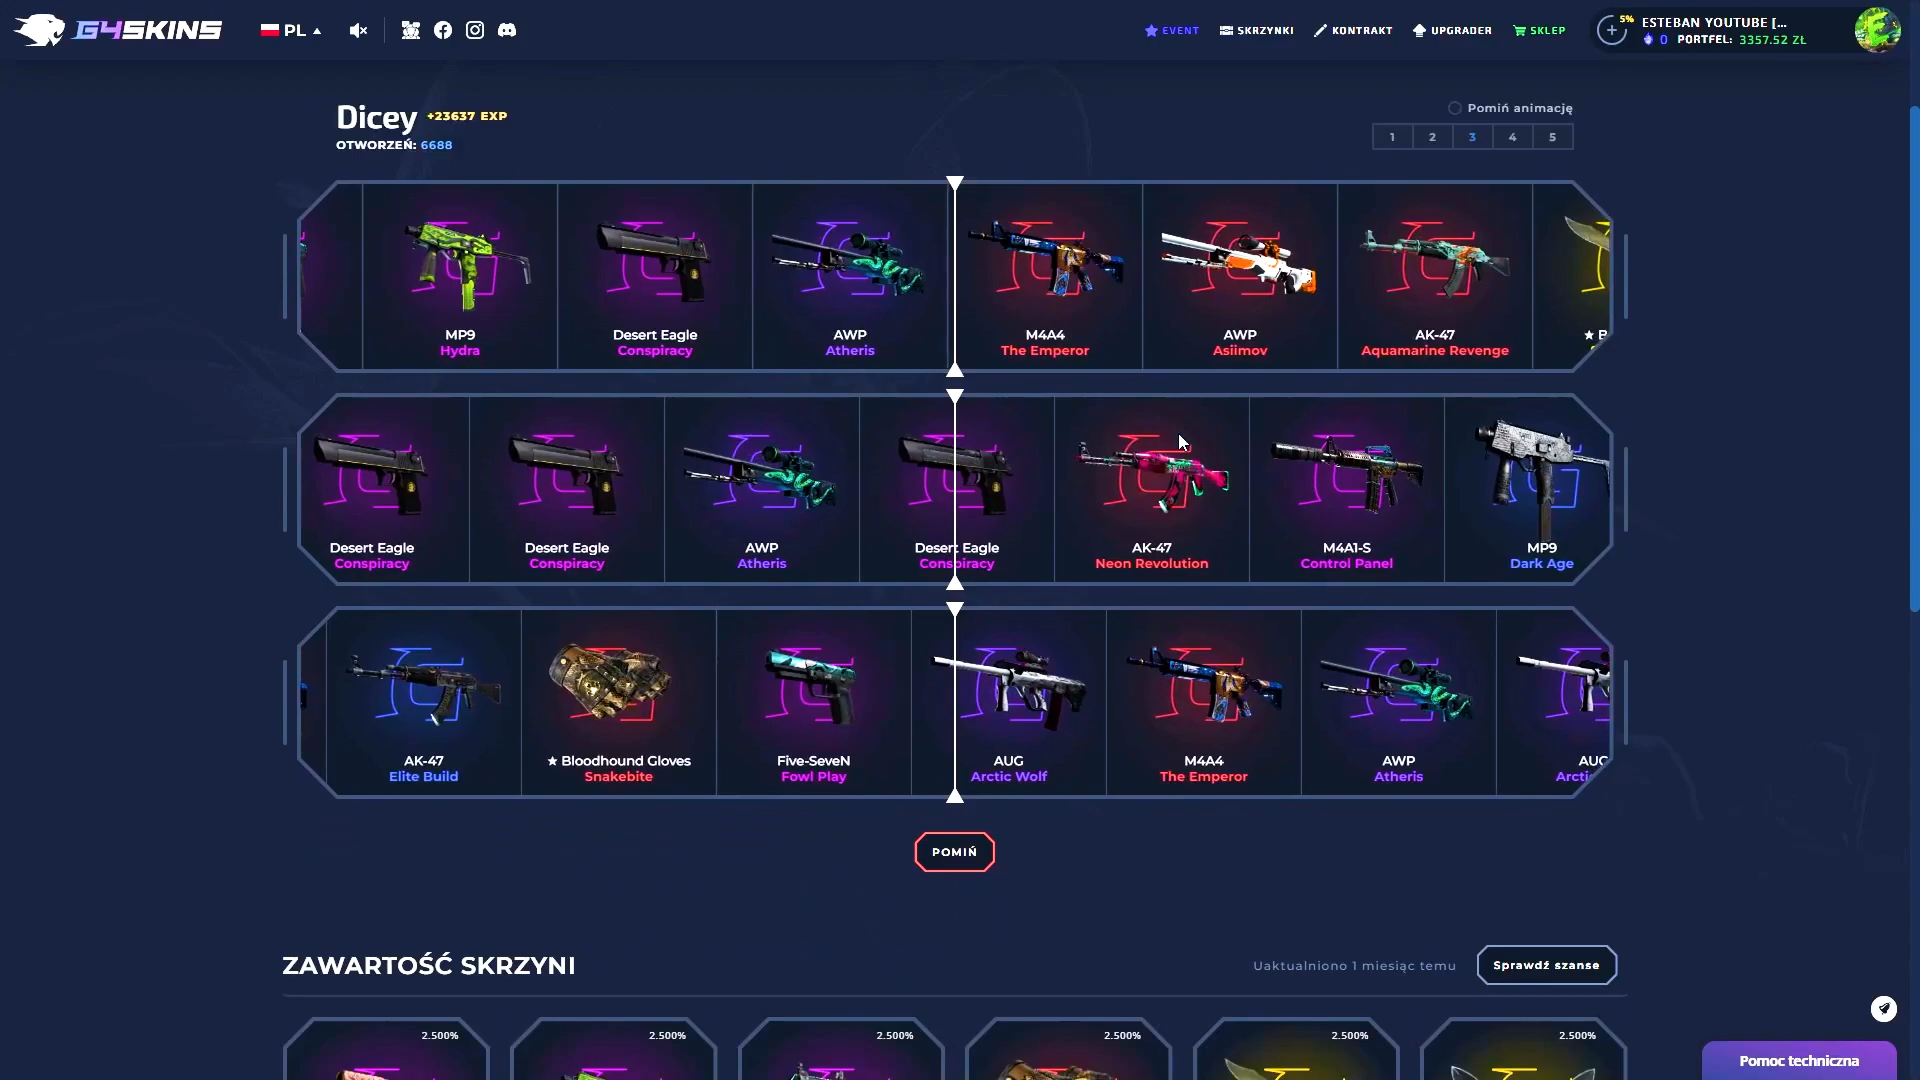 G4SKINS
PL
EVENT
SKRZYNKI
KONTRAKT
UPGRADER
SKLEP
5%
ESTEBAN YOUTUBE [...
0 PORTFEL: 3357.52 ZŁ
Dicey +23637 EXP
OTWORZEŃ: 6688
Pomiń animację
1 2 3 4 5
MP9
Hydra
Desert Eagle
Conspiracy
AWP
Atheris
M4A4
The Emperor
AWP
Asiimov
AK-47
Aquamarine Revenge
★ B
Desert Eagle
Conspiracy
Desert Eagle
Conspiracy
AWP
Atheris
Desert Eagle
Conspiracy
AK-47
Neon Revolution
M4A1-S
Control Panel
MP9
Dark Age
AK-47
Elite Build
★ Bloodhound Gloves
Snakebite
Five-SeveN
Fowl Play
AUG
Arctic Wolf
M4A4
The Emperor
AWP
Atheris
AUG
Arcti
POMIŃ
ZAWARTOŚĆ SKRZYNI
Uaktualniono 1 miesiąc temu
Sprawdź szanse
2.500%
2.500%
2.500%
2.500%
2.500%
2.500%
Pomoc techniczna